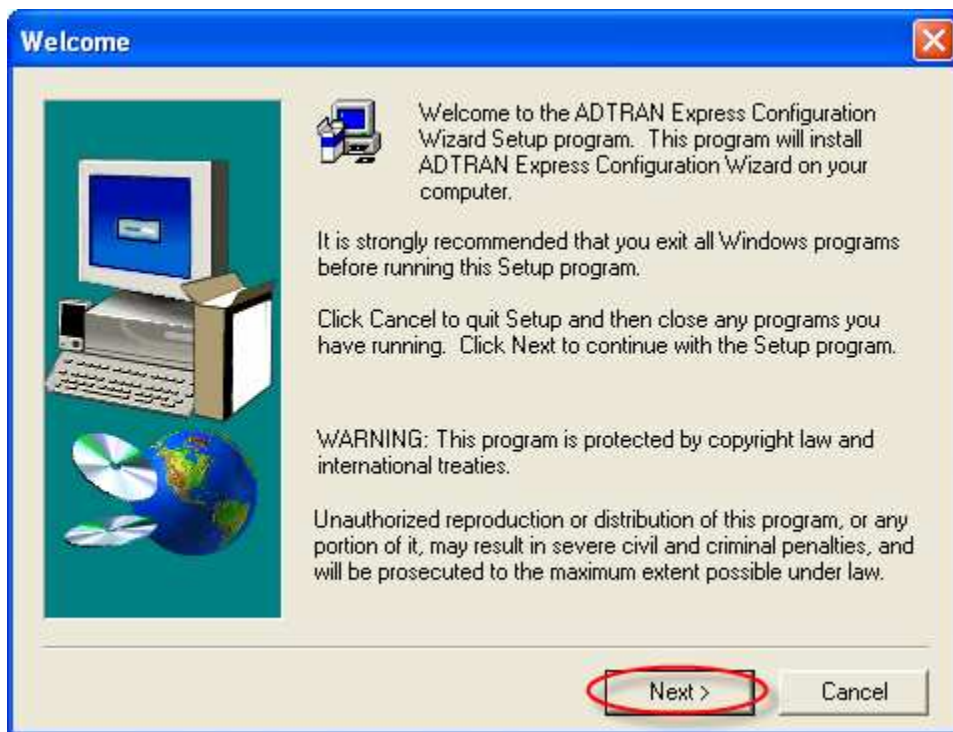 Welcome
Welcome to the ADTRAN Express Configuration
Wizard Setup program. This program will install
ADTRAN Express Configuration Wizard on your
computer.
It is strongly recommended that you exit all Windows programs
before running this Setup program.
Click Cancel to quit Setup and then close any programs you
have running. Click Next to continue with the Setup program.
WARNING: This program is protected by copyright law and
international treaties.
Unauthorized reproduction or distribution of this program, or any
portion of it, may result in severe civil and criminal penalties, and
will be prosecuted to the maximum extent possible under law.
Next >
Cancel